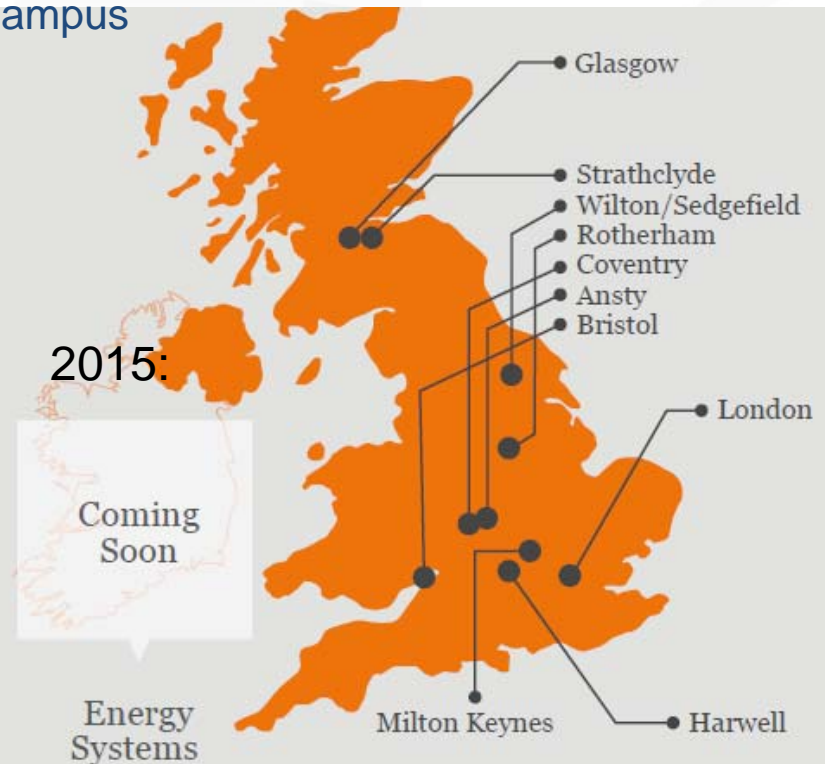 ampus
Glasgow
Strathclyde
Wilton/Sedgefield
Rotherham
Coventry
Ansty
Bristol
2015:
London
Coming
Soon
Energy
Systems
Milton Keynes
Harwell